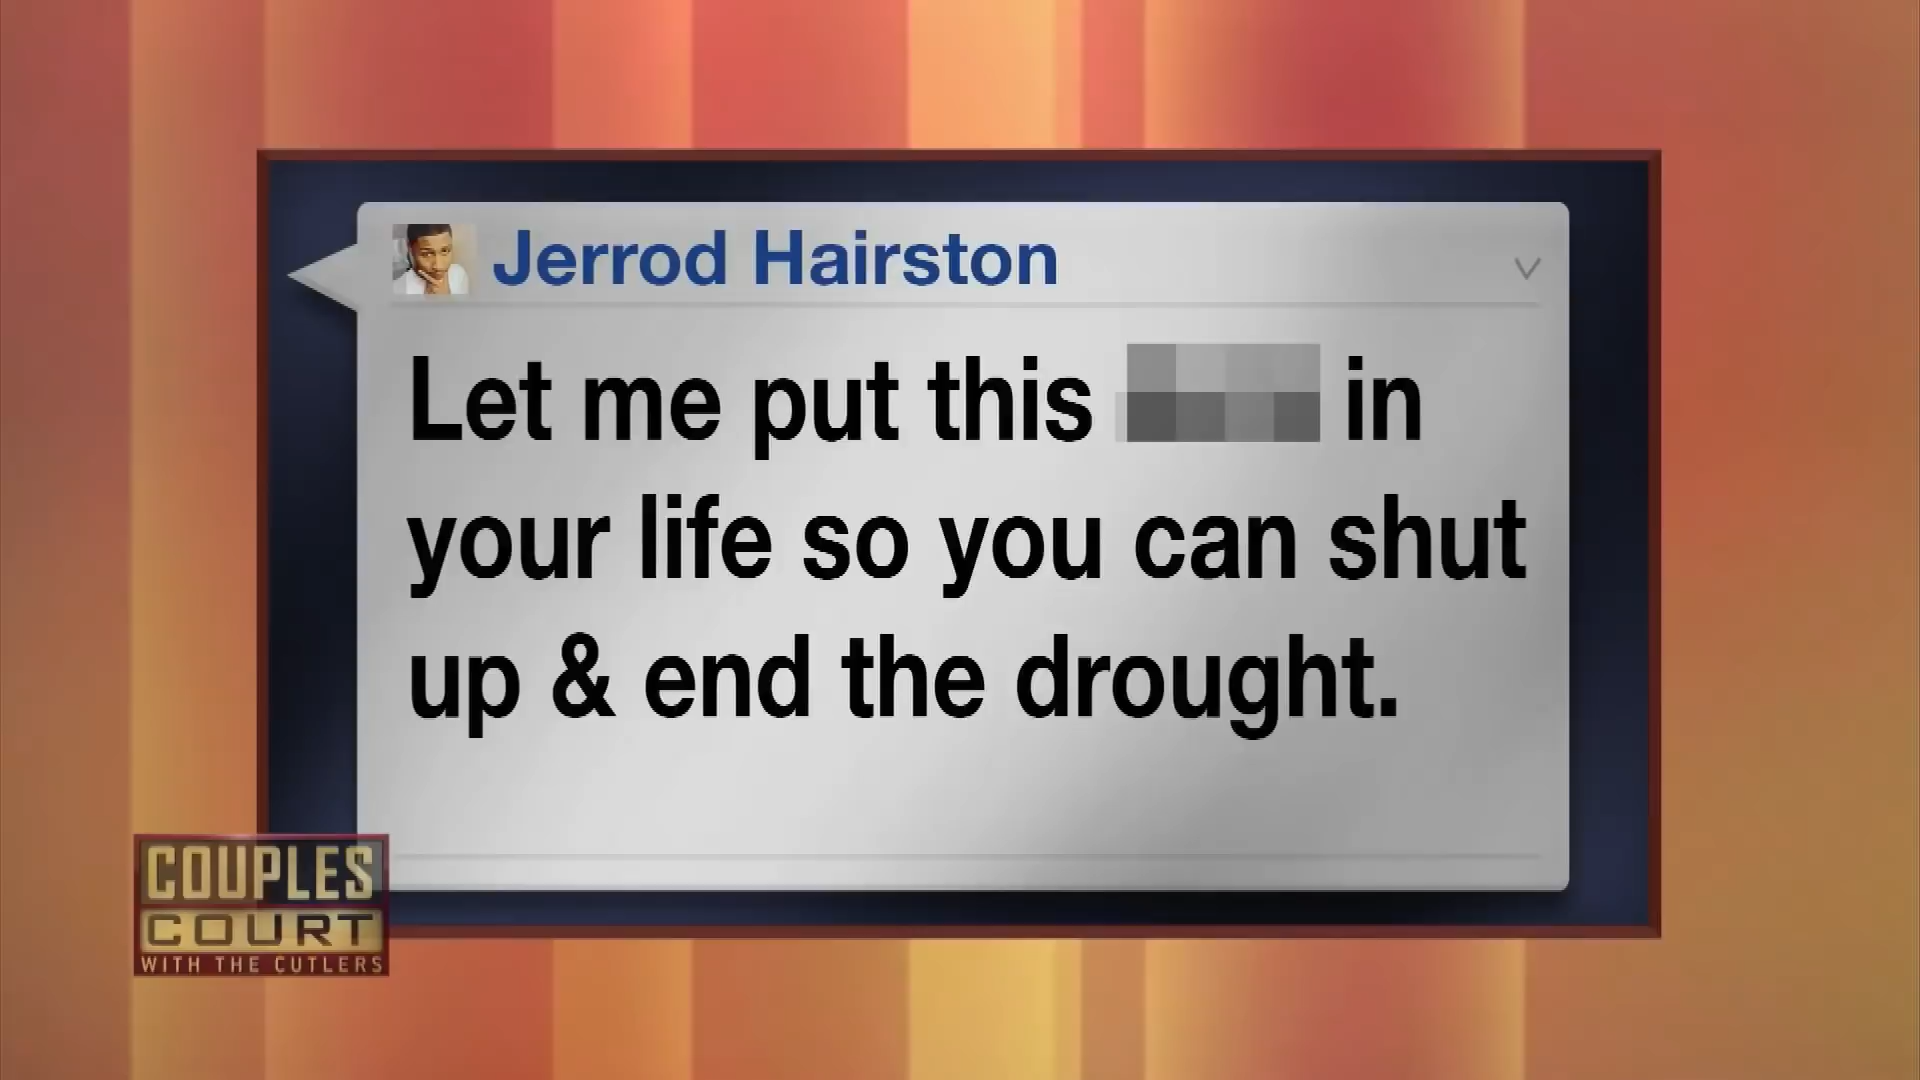 Jerrod Hairston
Let me put this in
your life so you can shut
up & end the drought.
COUPLES
COURT
WITH THE CUTLERS